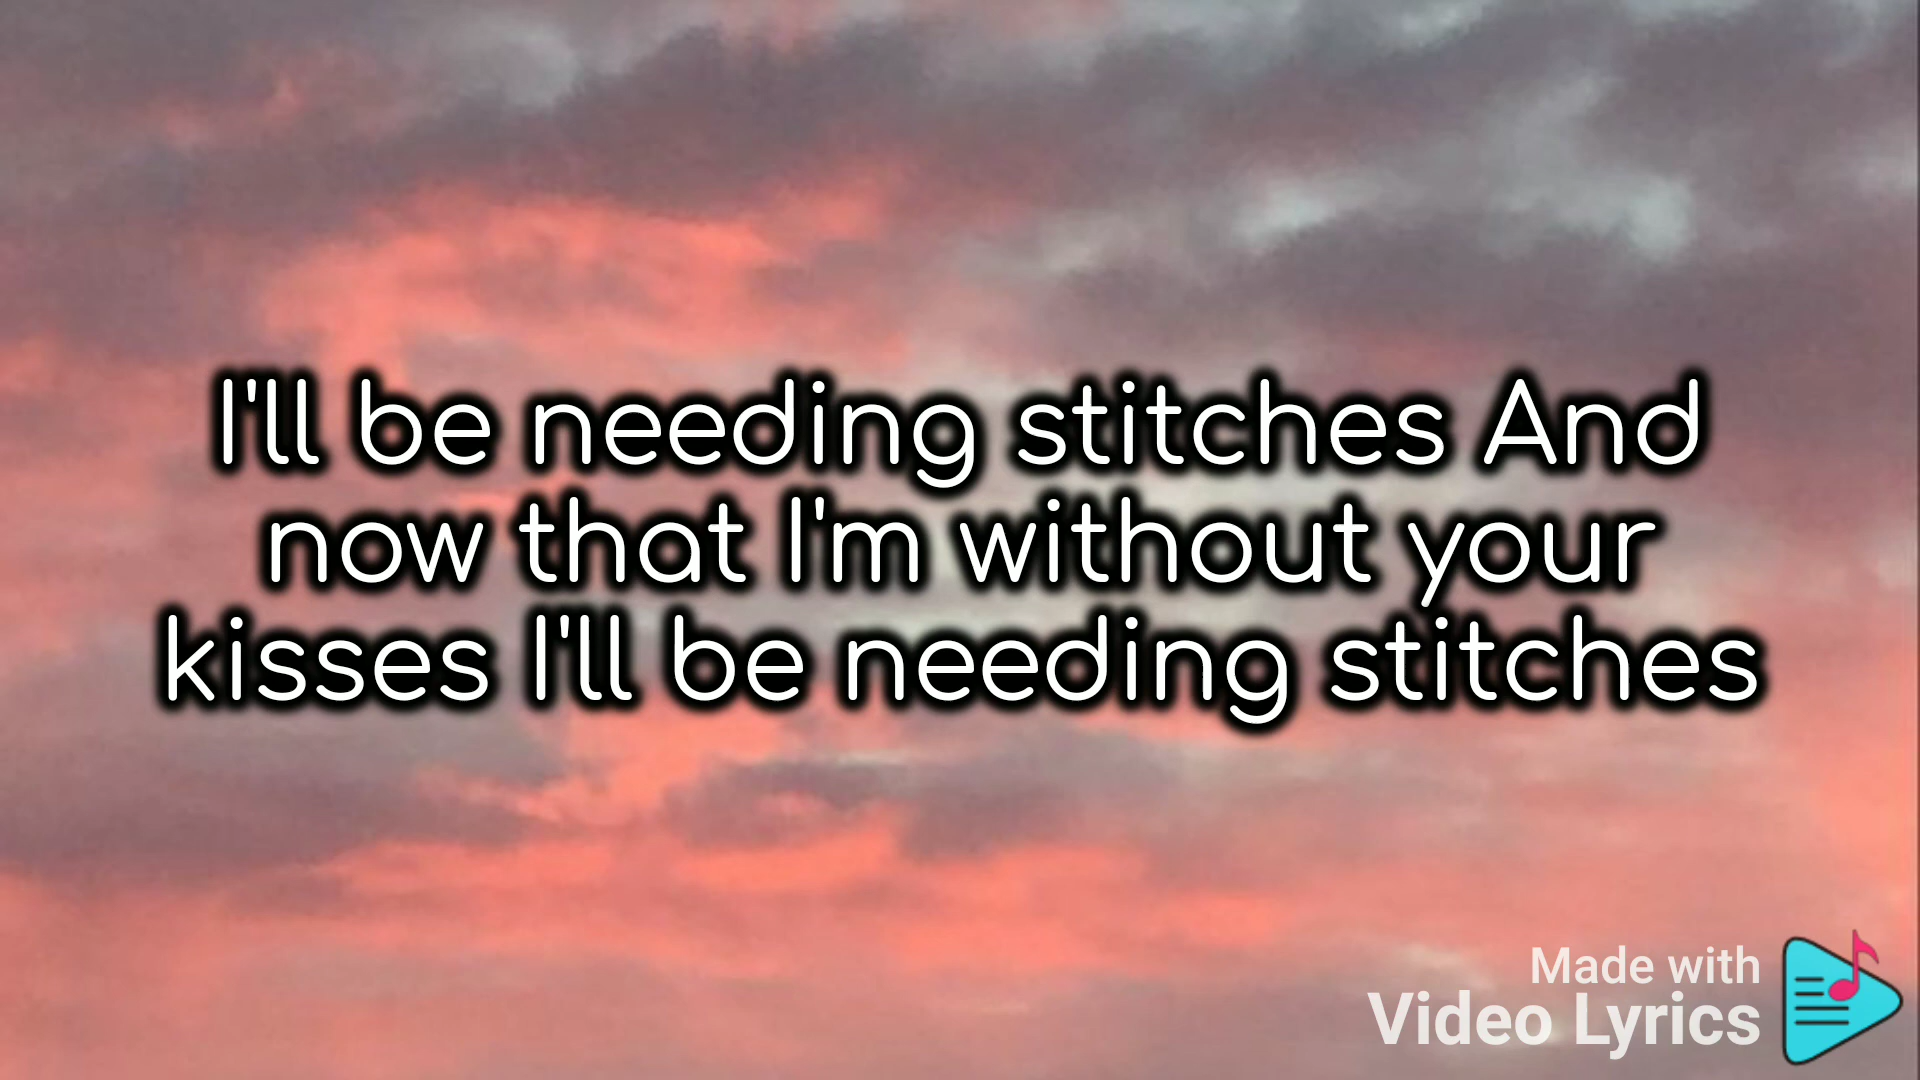 I'll be needing stitches And
now that I'm without your
kisses I'll be needing stitches
Made with
Video Lyrics